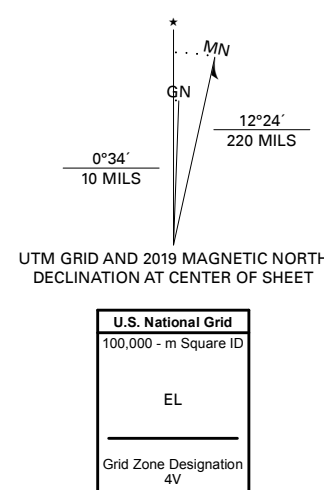 ★
MN
GN
12°24´
220 MILS
0°34´
10 MILS
UTM GRID AND 2019 MAGNETIC NORTH
DECLINATION AT CENTER OF SHEET
U.S. National Grid
100,000 - m Square ID
EL
Grid Zone Designation
4V